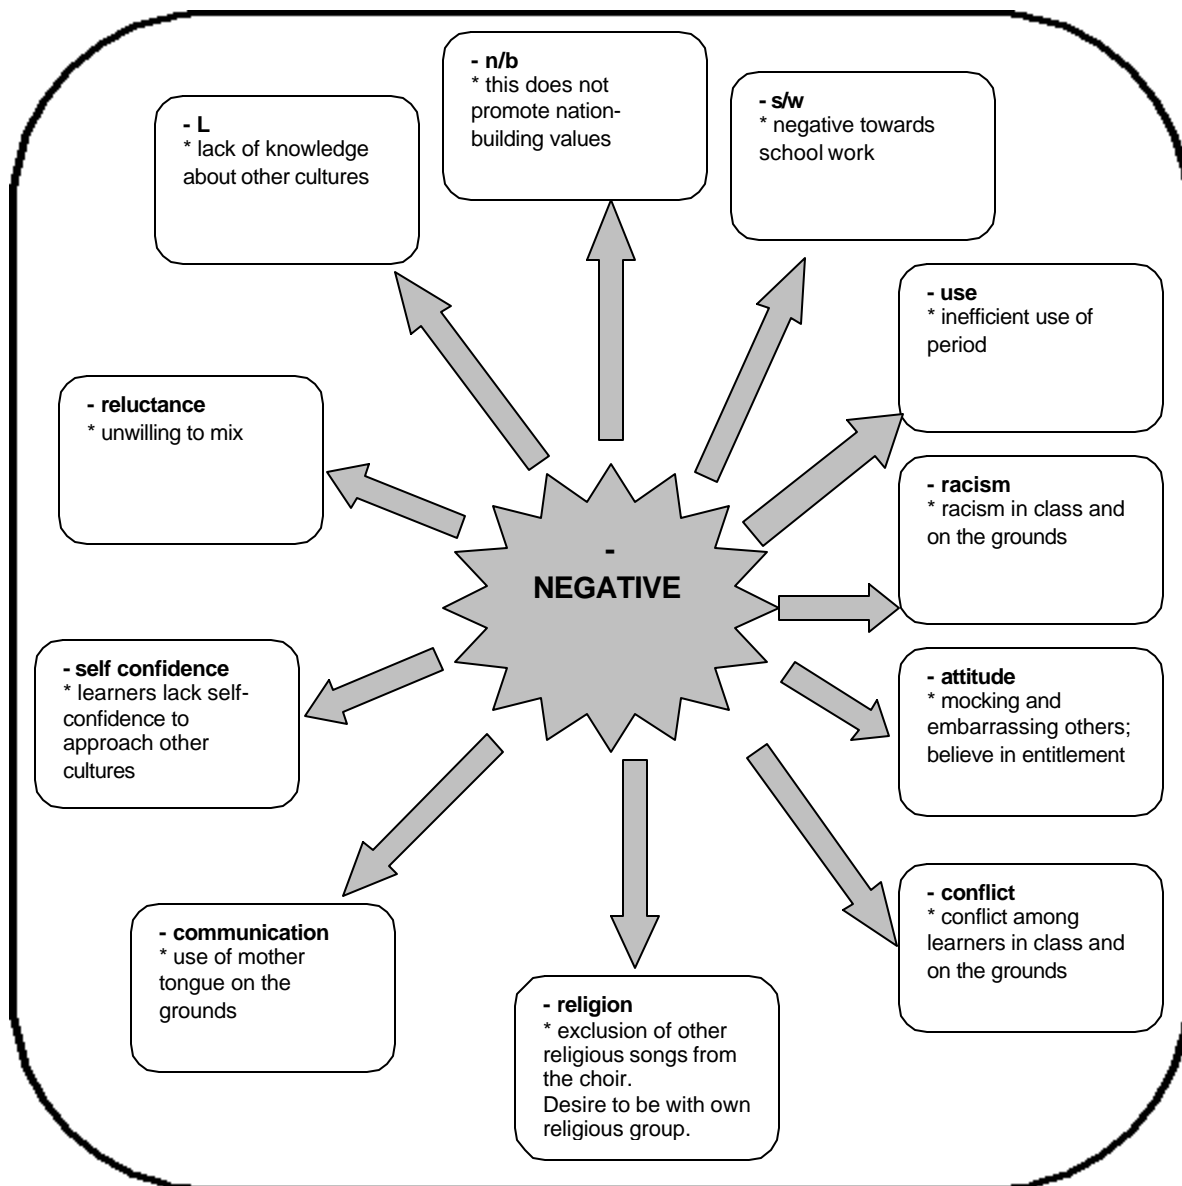 - n/b
* this does not
promote nation-
building values
- s/w
* negative towards
school work
- L
* lack of knowledge
about other cultures
- use
* inefficient use of
period
- reluctance
* unwilling to mix
- racism
* racism in class and
on the grounds
-
NEGATIVE
- self confidence
* learners lack self-
confidence to
approach other
cultures
- attitude
* mocking and
embarrassing others;
believe in entitlement
- communication
* use of mother
tongue on the
grounds
- conflict
* conflict among
learners in class and
on the grounds
- religion
* exclusion of other
religious songs from
the choir.
Desire to be with own
religious group.